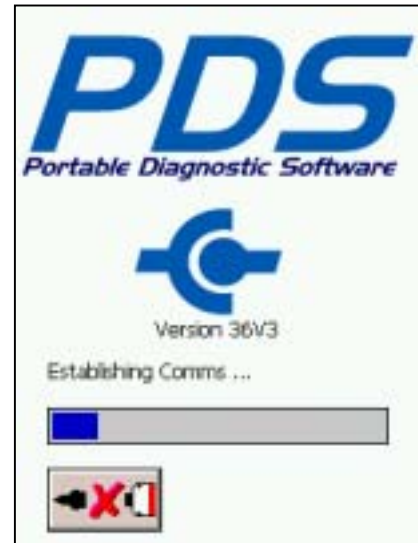 PDS
Portable Diagnostic Software
Version 36V3
Establishing Comms ...